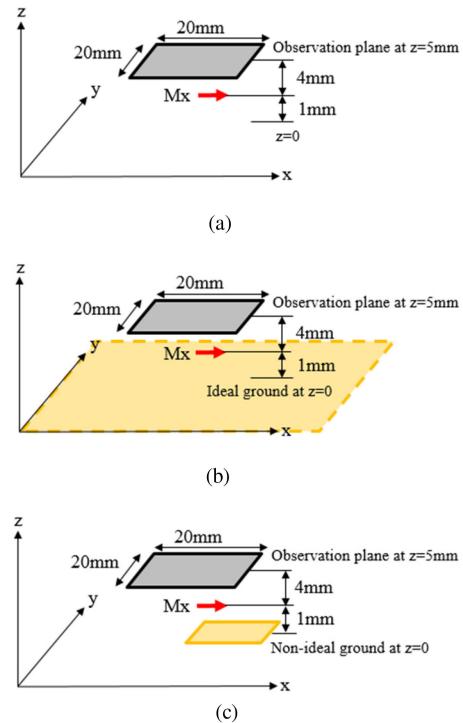 z
20mm
20mm
Observation plane at z=5mm
4mm
y
Mx
1mm
z=0
x
(a)
z
20mm
20mm
Observation plane at z=5mm
4mm
y
Mx
1mm
Ideal ground at z=0
x
(b)
z
20mm
20mm
Observation plane at z=5mm
4mm
y
Mx
1mm
Non-ideal ground at z=0
x
(c)